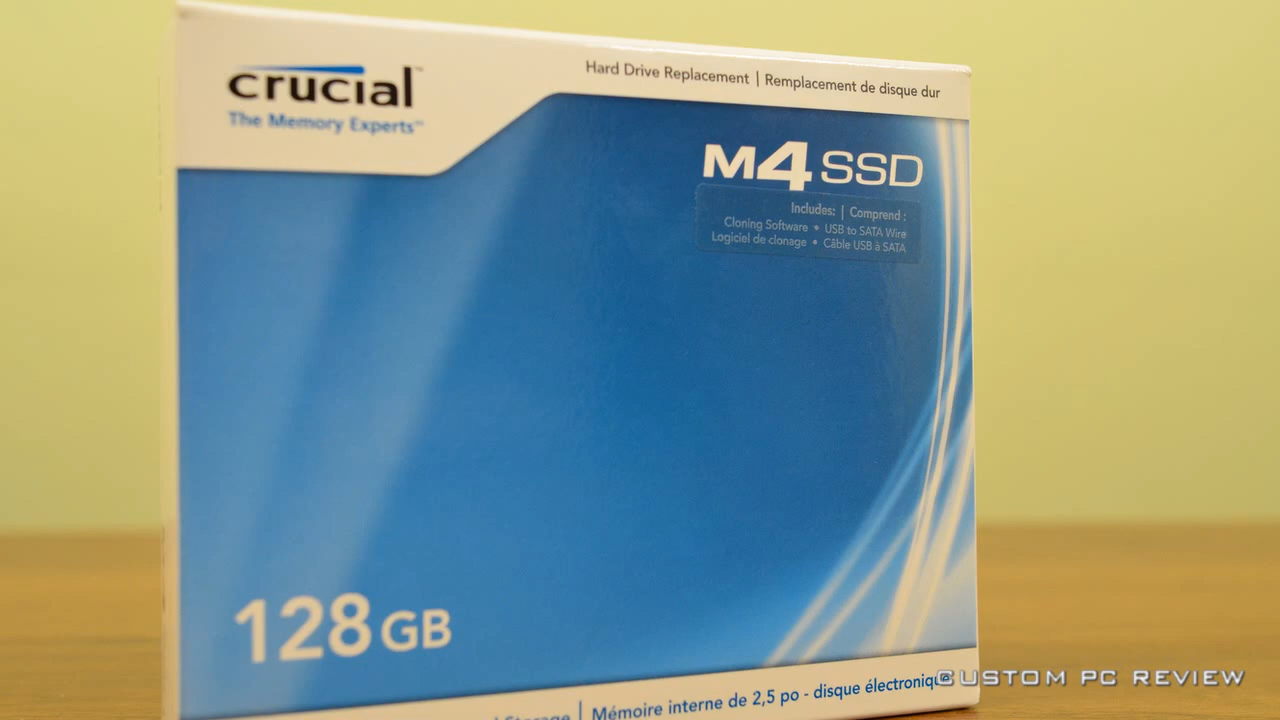 crucial™
The Memory Experts™
Hard Drive Replacement | Remplacement de disque dur
M4 SSD
Includes: | Comprend :
Cloning Software • USB to SATA Wire
Logiciel de clonage • Câble USB à SATA
128 GB
Storage | Mémoire interne de 2,5 po - disque électronique
CUSTOM PC REVIEW